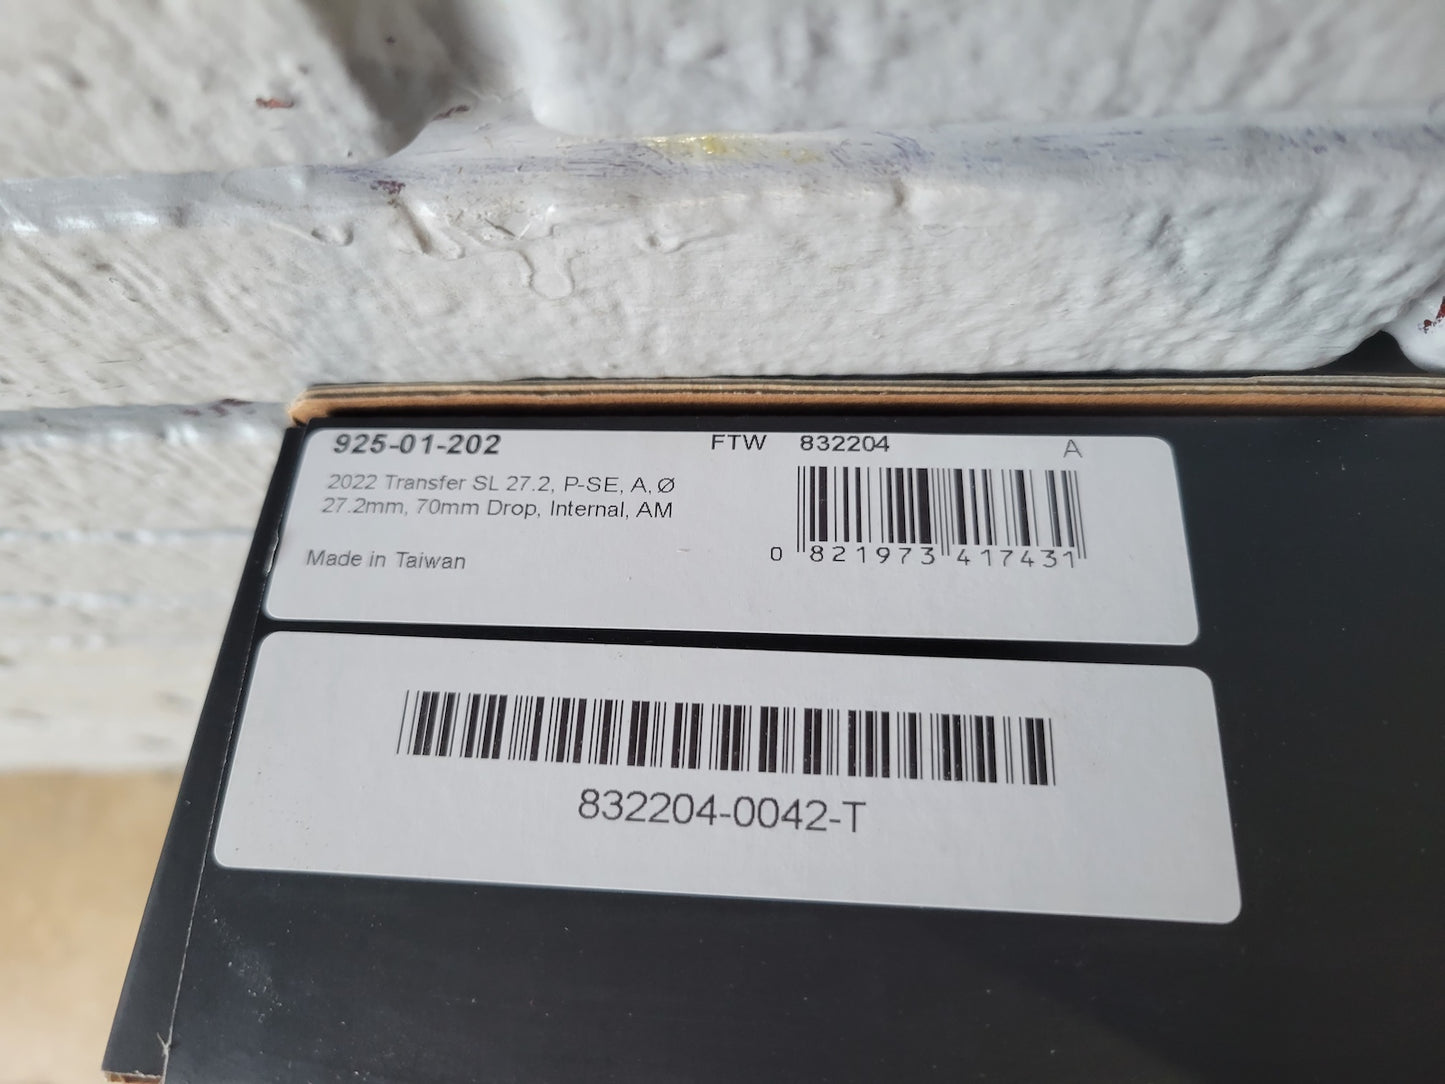 925-01-202 FTW 832204 A
2022 Transfer SL 27.2, P-SE, A, Ø
27.2mm, 70mm Drop, Internal, AM
0 821973 417431
Made in Taiwan
832204-0042-T